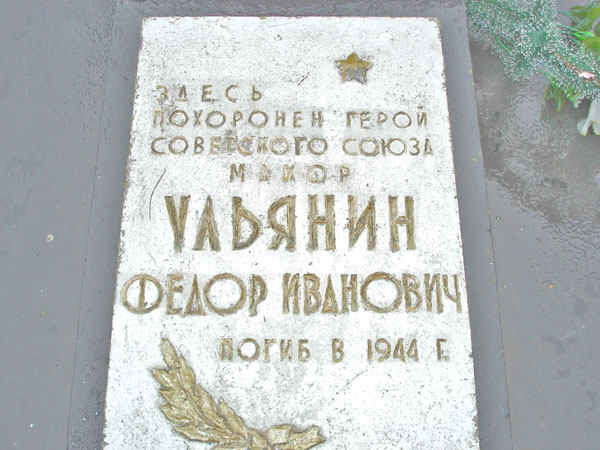 ЗДЕСЬ
ПОХОРОНЕН ГЕРОЙ
СОВЕТСКОГО СОЮЗА
МАЙОР
УЛЬЯНИН
ФЕДОР ИВАНОВИЧ
ПОГИБ В 1944 Г.